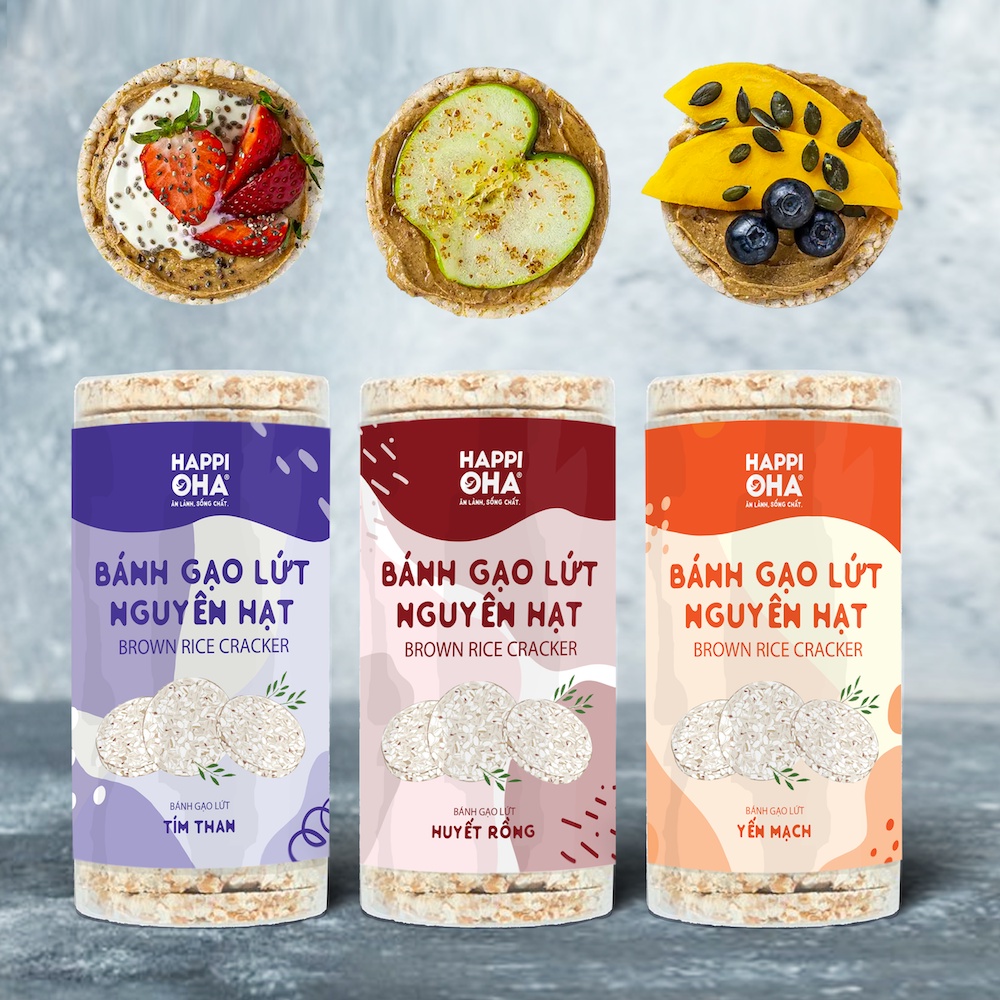 HAPPI
OHA®
ĂN LÀNH, SỐNG CHẤT.
BÁNH GẠO LỨT
NGUYÊN HẠT
BROWN RICE CRACKER
BÁNH GẠO LỨT
TÍM THAN
HAPPI
OHA®
ĂN LÀNH, SỐNG CHẤT.
BÁNH GẠO LỨT
NGUYÊN HẠT
BROWN RICE CRACKER
BÁNH GẠO LỨT
HUYẾT RỒNG
HAPPI
OHA®
ĂN LÀNH, SỐNG CHẤT.
BÁNH GẠO LỨT
NGUYÊN HẠT
BROWN RICE CRACKER
BÁNH GẠO LỨT
YẾN MẠCH